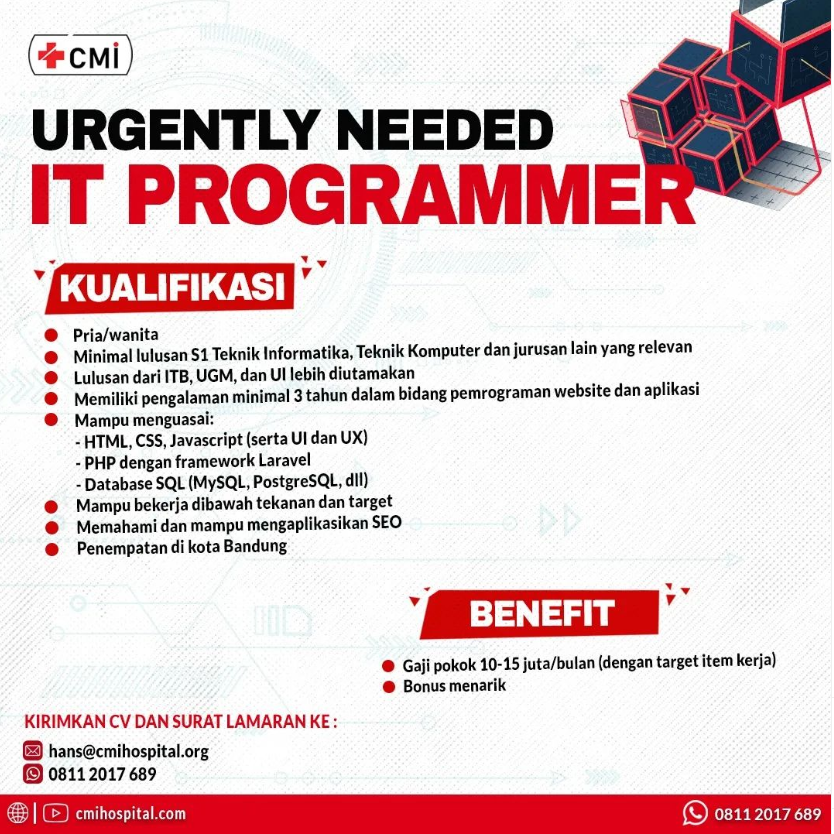 CMI
URGENTLY NEEDED
IT PROGRAMMER
KUALIFIKASI
Pria/wanita
Minimal lulusan S1 Teknik Informatika, Teknik Komputer dan jurusan lain yang relevan
Lulusan dari ITB, UGM, dan UI lebih diutamakan
Memiliki pengalaman minimal 3 tahun dalam bidang pemrograman website dan aplikasi
Mampu menguasai:
- HTML, CSS, Javascript (serta UI dan UX)
- PHP dengan framework Laravel
- Database SQL (MySQL, PostgreSQL, dll)
Mampu bekerja dibawah tekanan dan target
Memahami dan mampu mengaplikasikan SEO
Penempatan di kota Bandung
BENEFIT
Gaji pokok 10-15 juta/bulan (dengan target item kerja)
Bonus menarik
KIRIMKAN CV DAN SURAT LAMARAN KE :
hans@cmihospital.org
0811 2017 689
cmihospital.com
0811 2017 689